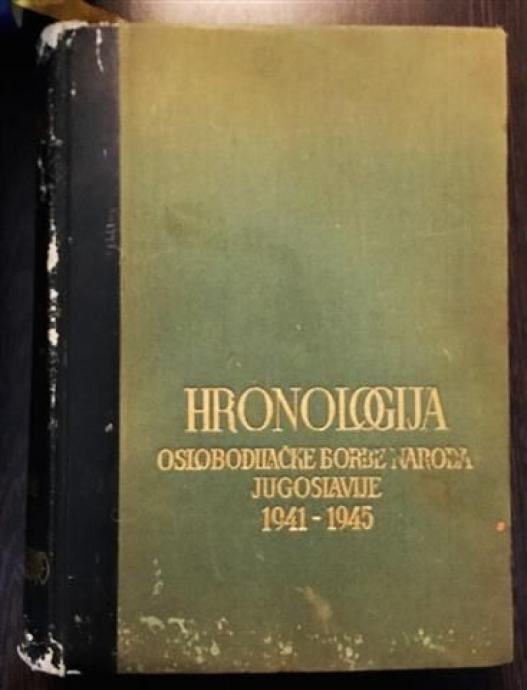 HRONOLOGIJA
OSLOBODILAČKE BORBE NARODA
JUGOSLAVIJE
1941-1945